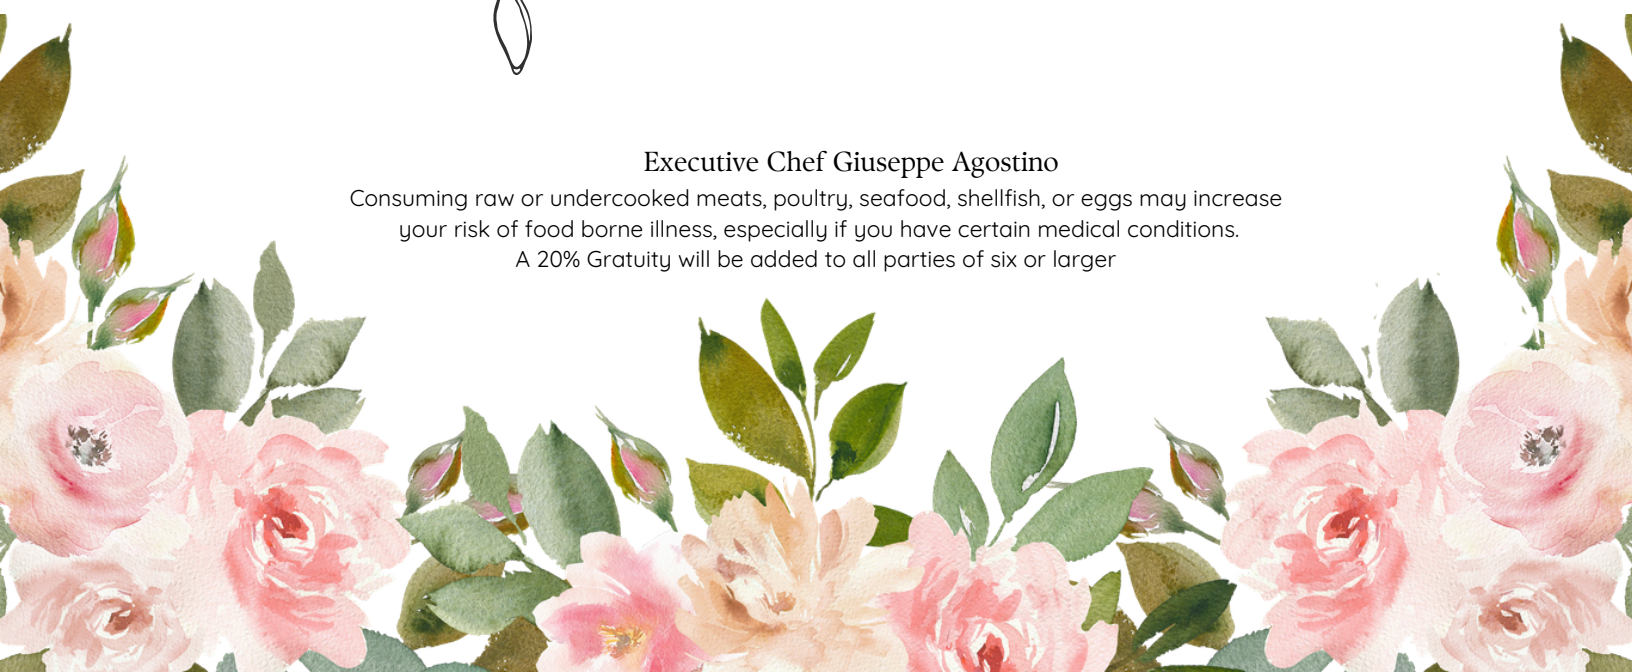 Executive Chef Giuseppe Agostino
Consuming raw or undercooked meats, poultry, seafood, shellfish, or eggs may increase
your risk of food borne illness, especially if you have certain medical conditions.
A 20% Gratuity will be added to all parties of six or larger